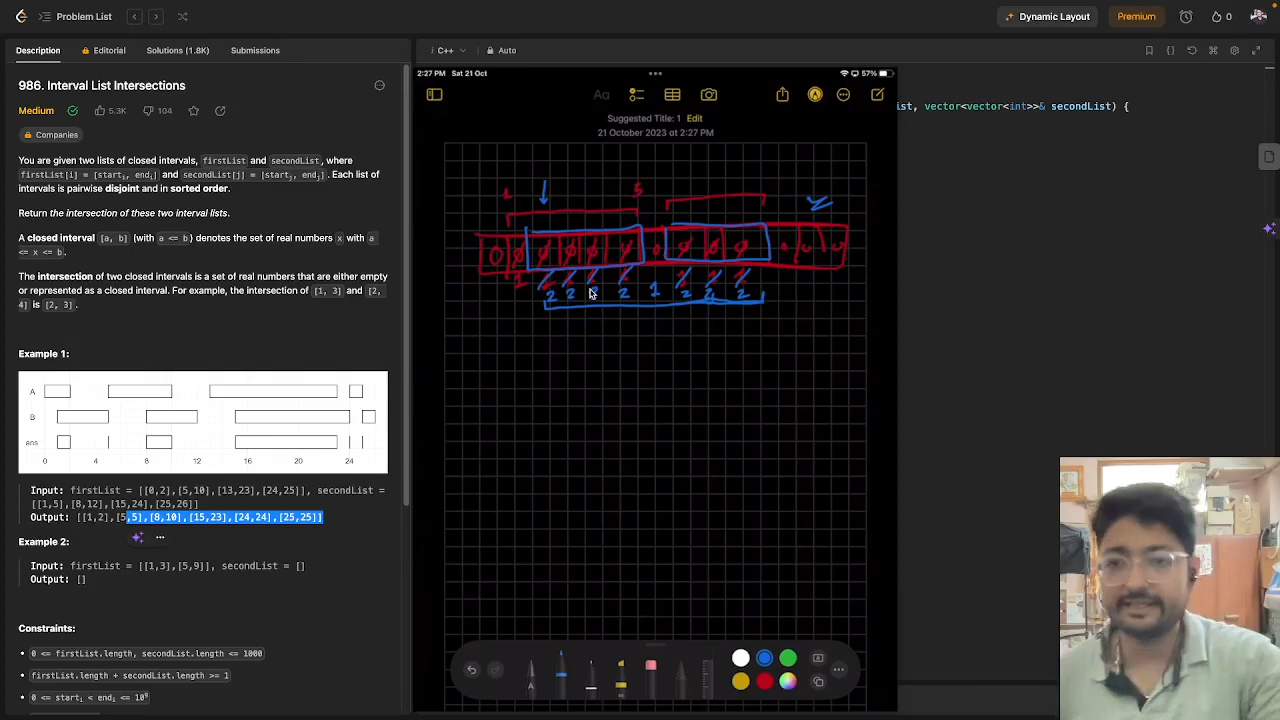 Problem List
Dynamic Layout
Premium
0
Description
Editorial
Solutions (1.8K)
Submissions
C++
Auto
986. Interval List Intersections
Medium
104
Companies
You are given two lists of closed intervals, firstList and secondList, where
firstList[i] = [starti, endi] and secondList[j] = [startj, endj]. Each list of
intervals is pairwise disjoint and in sorted order.
Return the intersection of these two interval lists.
A closed interval [a, b] (with a <= b) denotes the set of real numbers x with a
<= x <= b.
The intersection of two closed intervals is a set of real numbers that are either empty
or represented as a closed interval. For example, the intersection of [1, 3] and [2,
4] is [2, 3].
Example 1:
A
B
ans
0 4 8 12 16 20 24
Input: firstList = [[0,2],[5,10],[13,23],[24,25]], secondList =
[[1,5],[8,12],[15,24],[25,26]]
Output: [[1,2],[5,5],[8,10],[15,23],[24,24],[25,25]]
Example 2:
Input: firstList = [[1,3],[5,9]], secondList = []
Output: []
Constraints:
0 <= firstList.length, secondList.length <= 1000
firstList.length + secondList.length >= 1
0 <= starti < endi <= 10^9
2:27 PM Sat 21 Oct
57%
Aa
Suggested Title: 1 Edit
21 October 2023 at 2:27 PM
1 5
1
2 2 2 1 2 2
A
ist, vector<vector<int>>& secondList) {